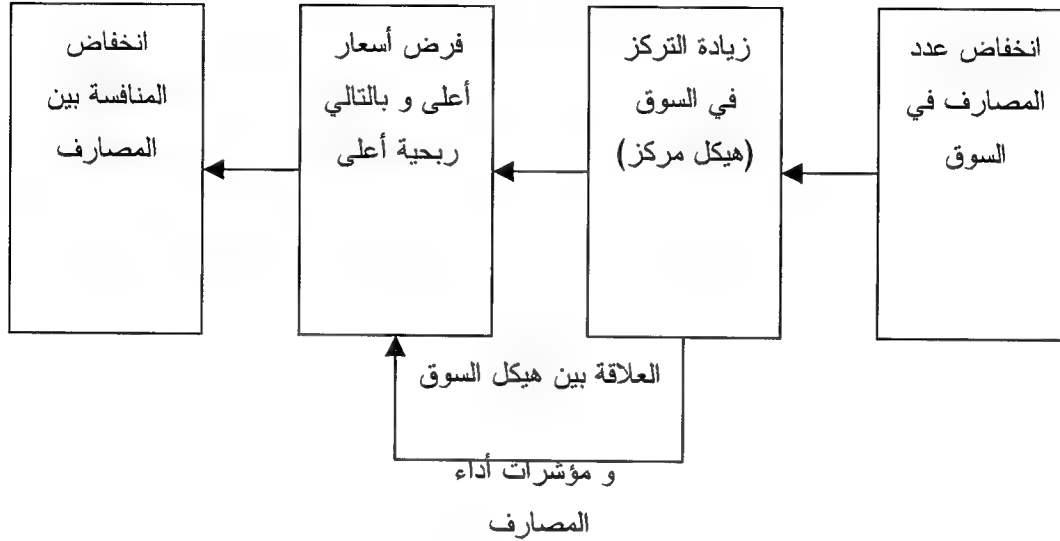 انخفاض عدد
المصارف في
السوق
زيادة التركز
في السوق
(هيكل مركز)
فرض أسعار
أعلى و بالتالي
ربحية أعلى
انخفاض
المنافسة بين
المصارف
العلاقة بين هيكل السوق
و مؤشرات أداء
المصارف